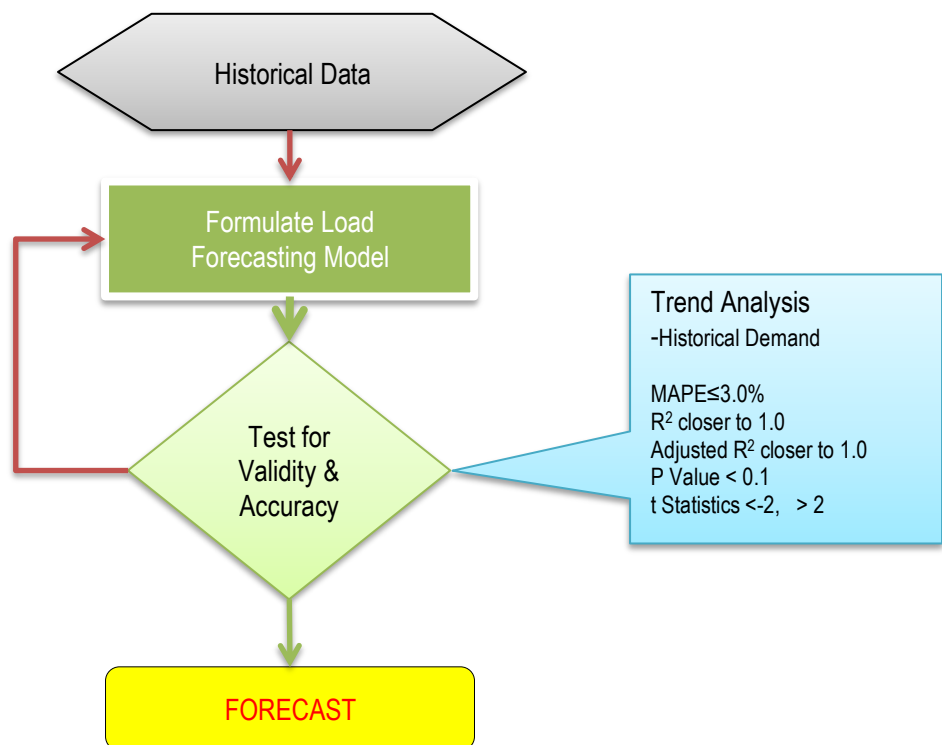 Historical Data
Formulate Load
Forecasting Model
Test for
Validity &
Accuracy
Trend Analysis
-Historical Demand
MAPE≤3.0%
R² closer to 1.0
Adjusted R² closer to 1.0
P Value < 0.1
t Statistics <-2, > 2
FORECAST